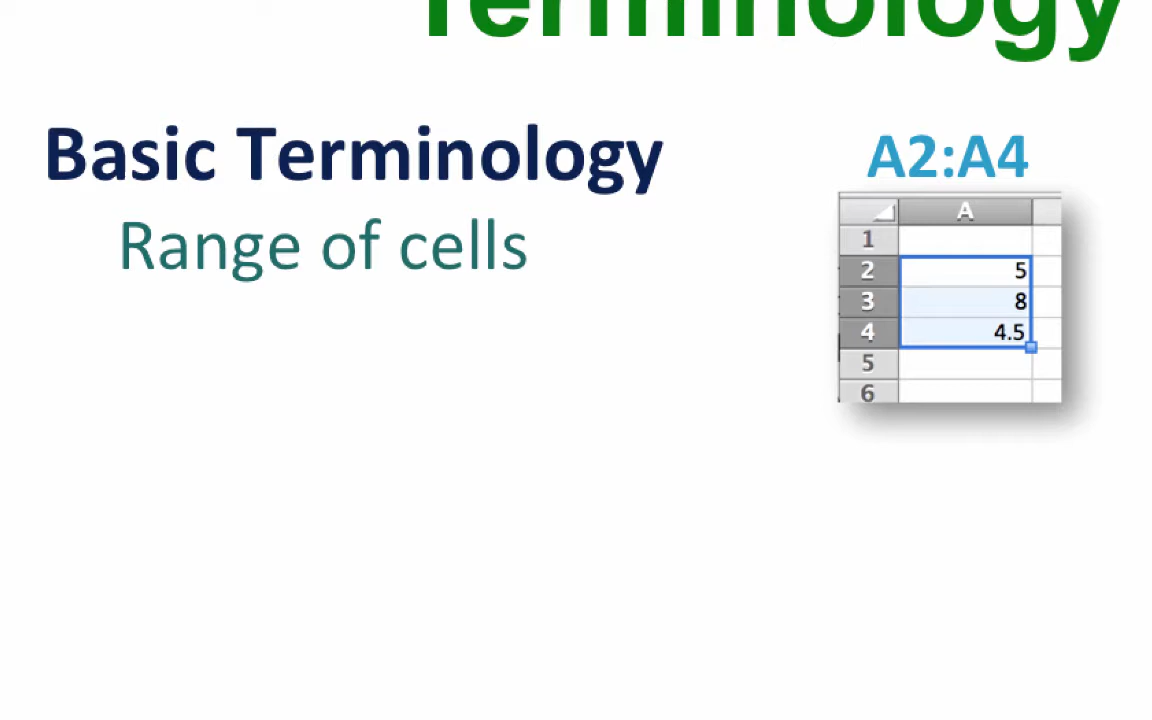 Terminology
Basic Terminology
Range of cells
A2:A4
A
1
2 5
3 8
4 4.5
5
6